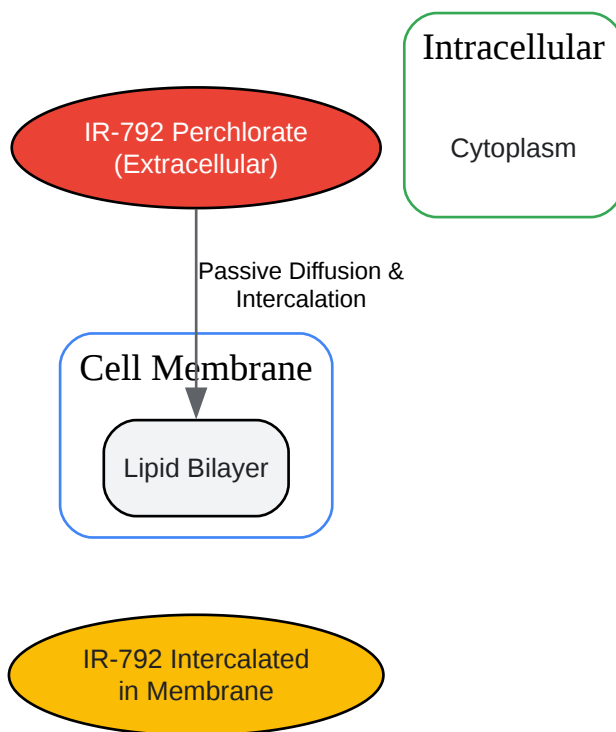 Intracellular
Cytoplasm
IR-792 Perchlorate
(Extracellular)
Passive Diffusion &
Intercalation
Cell Membrane
Lipid Bilayer
IR-792 Intercalated
in Membrane